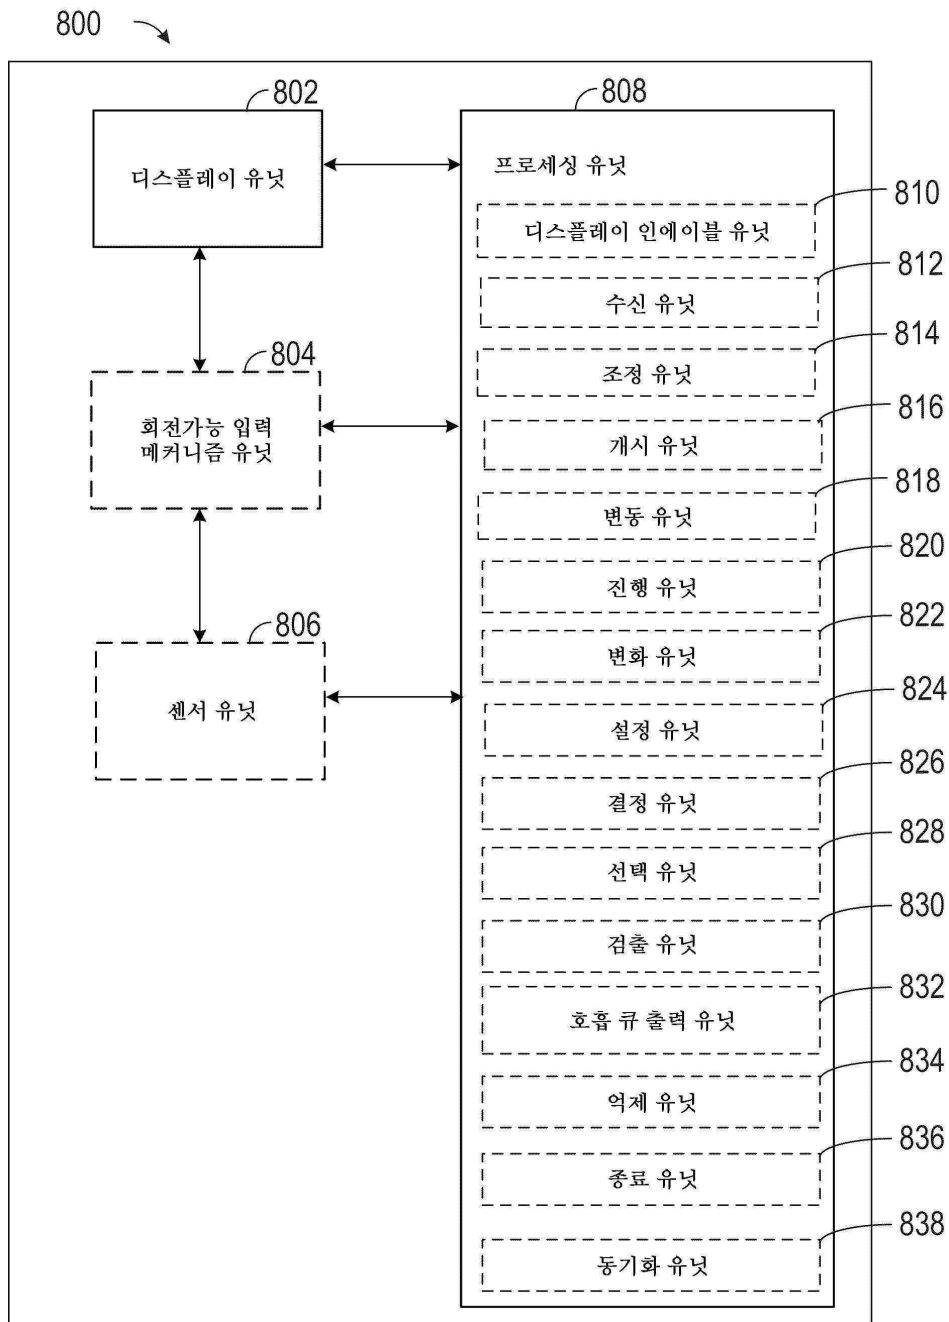 800
802
디스플레이 유닛
804
회전가능 입력
메커니즘 유닛
806
센서 유닛
808
프로세싱 유닛
810
디스플레이 인에이블 유닛
812
수신 유닛
814
조정 유닛
816
개시 유닛
818
변동 유닛
820
진행 유닛
822
변화 유닛
824
설정 유닛
826
결정 유닛
828
선택 유닛
830
검출 유닛
832
호흡 큐 출력 유닛
834
억제 유닛
836
종료 유닛
838
동기화 유닛